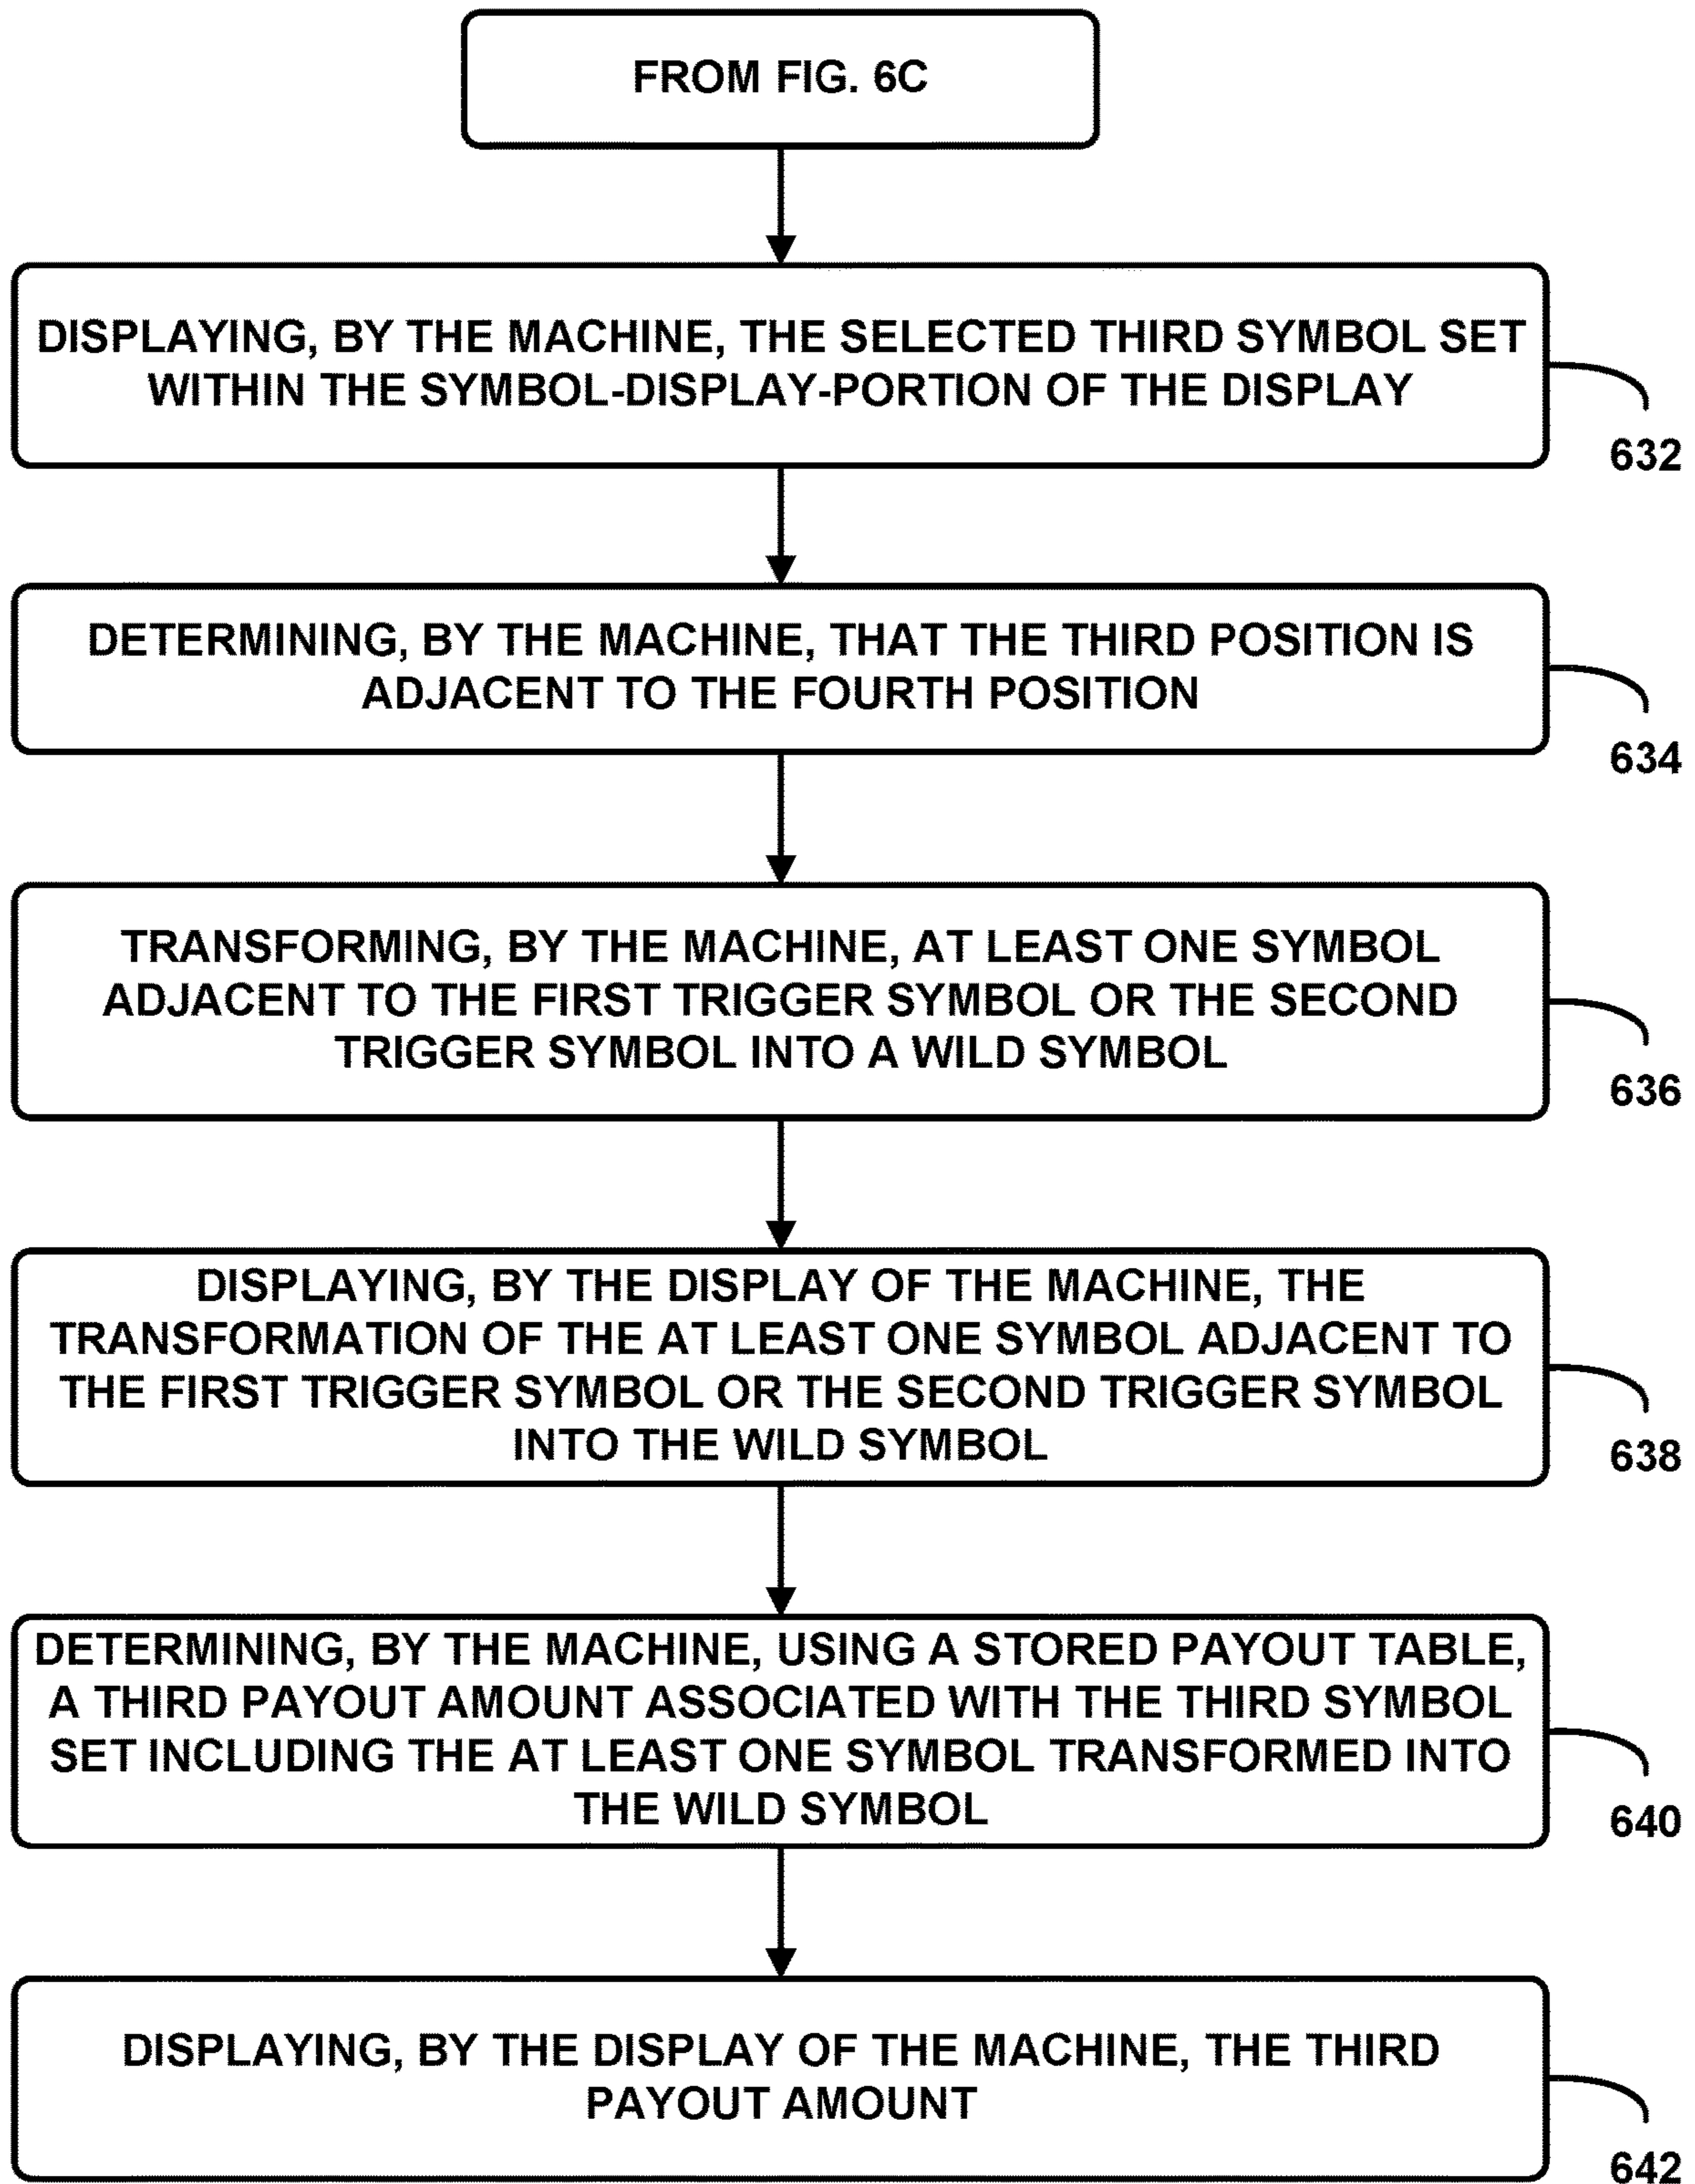 FROM FIG. 6C
DISPLAYING, BY THE MACHINE, THE SELECTED THIRD SYMBOL SET
WITHIN THE SYMBOL-DISPLAY-PORTION OF THE DISPLAY
632
DETERMINING, BY THE MACHINE, THAT THE THIRD POSITION IS
ADJACENT TO THE FOURTH POSITION
634
TRANSFORMING, BY THE MACHINE, AT LEAST ONE SYMBOL
ADJACENT TO THE FIRST TRIGGER SYMBOL OR THE SECOND
TRIGGER SYMBOL INTO A WILD SYMBOL
636
DISPLAYING, BY THE DISPLAY OF THE MACHINE, THE
TRANSFORMATION OF THE AT LEAST ONE SYMBOL ADJACENT TO
THE FIRST TRIGGER SYMBOL OR THE SECOND TRIGGER SYMBOL
INTO THE WILD SYMBOL
638
DETERMINING, BY THE MACHINE, USING A STORED PAYOUT TABLE,
A THIRD PAYOUT AMOUNT ASSOCIATED WITH THE THIRD SYMBOL
SET INCLUDING THE AT LEAST ONE SYMBOL TRANSFORMED INTO
THE WILD SYMBOL
640
DISPLAYING, BY THE DISPLAY OF THE MACHINE, THE THIRD
PAYOUT AMOUNT
642